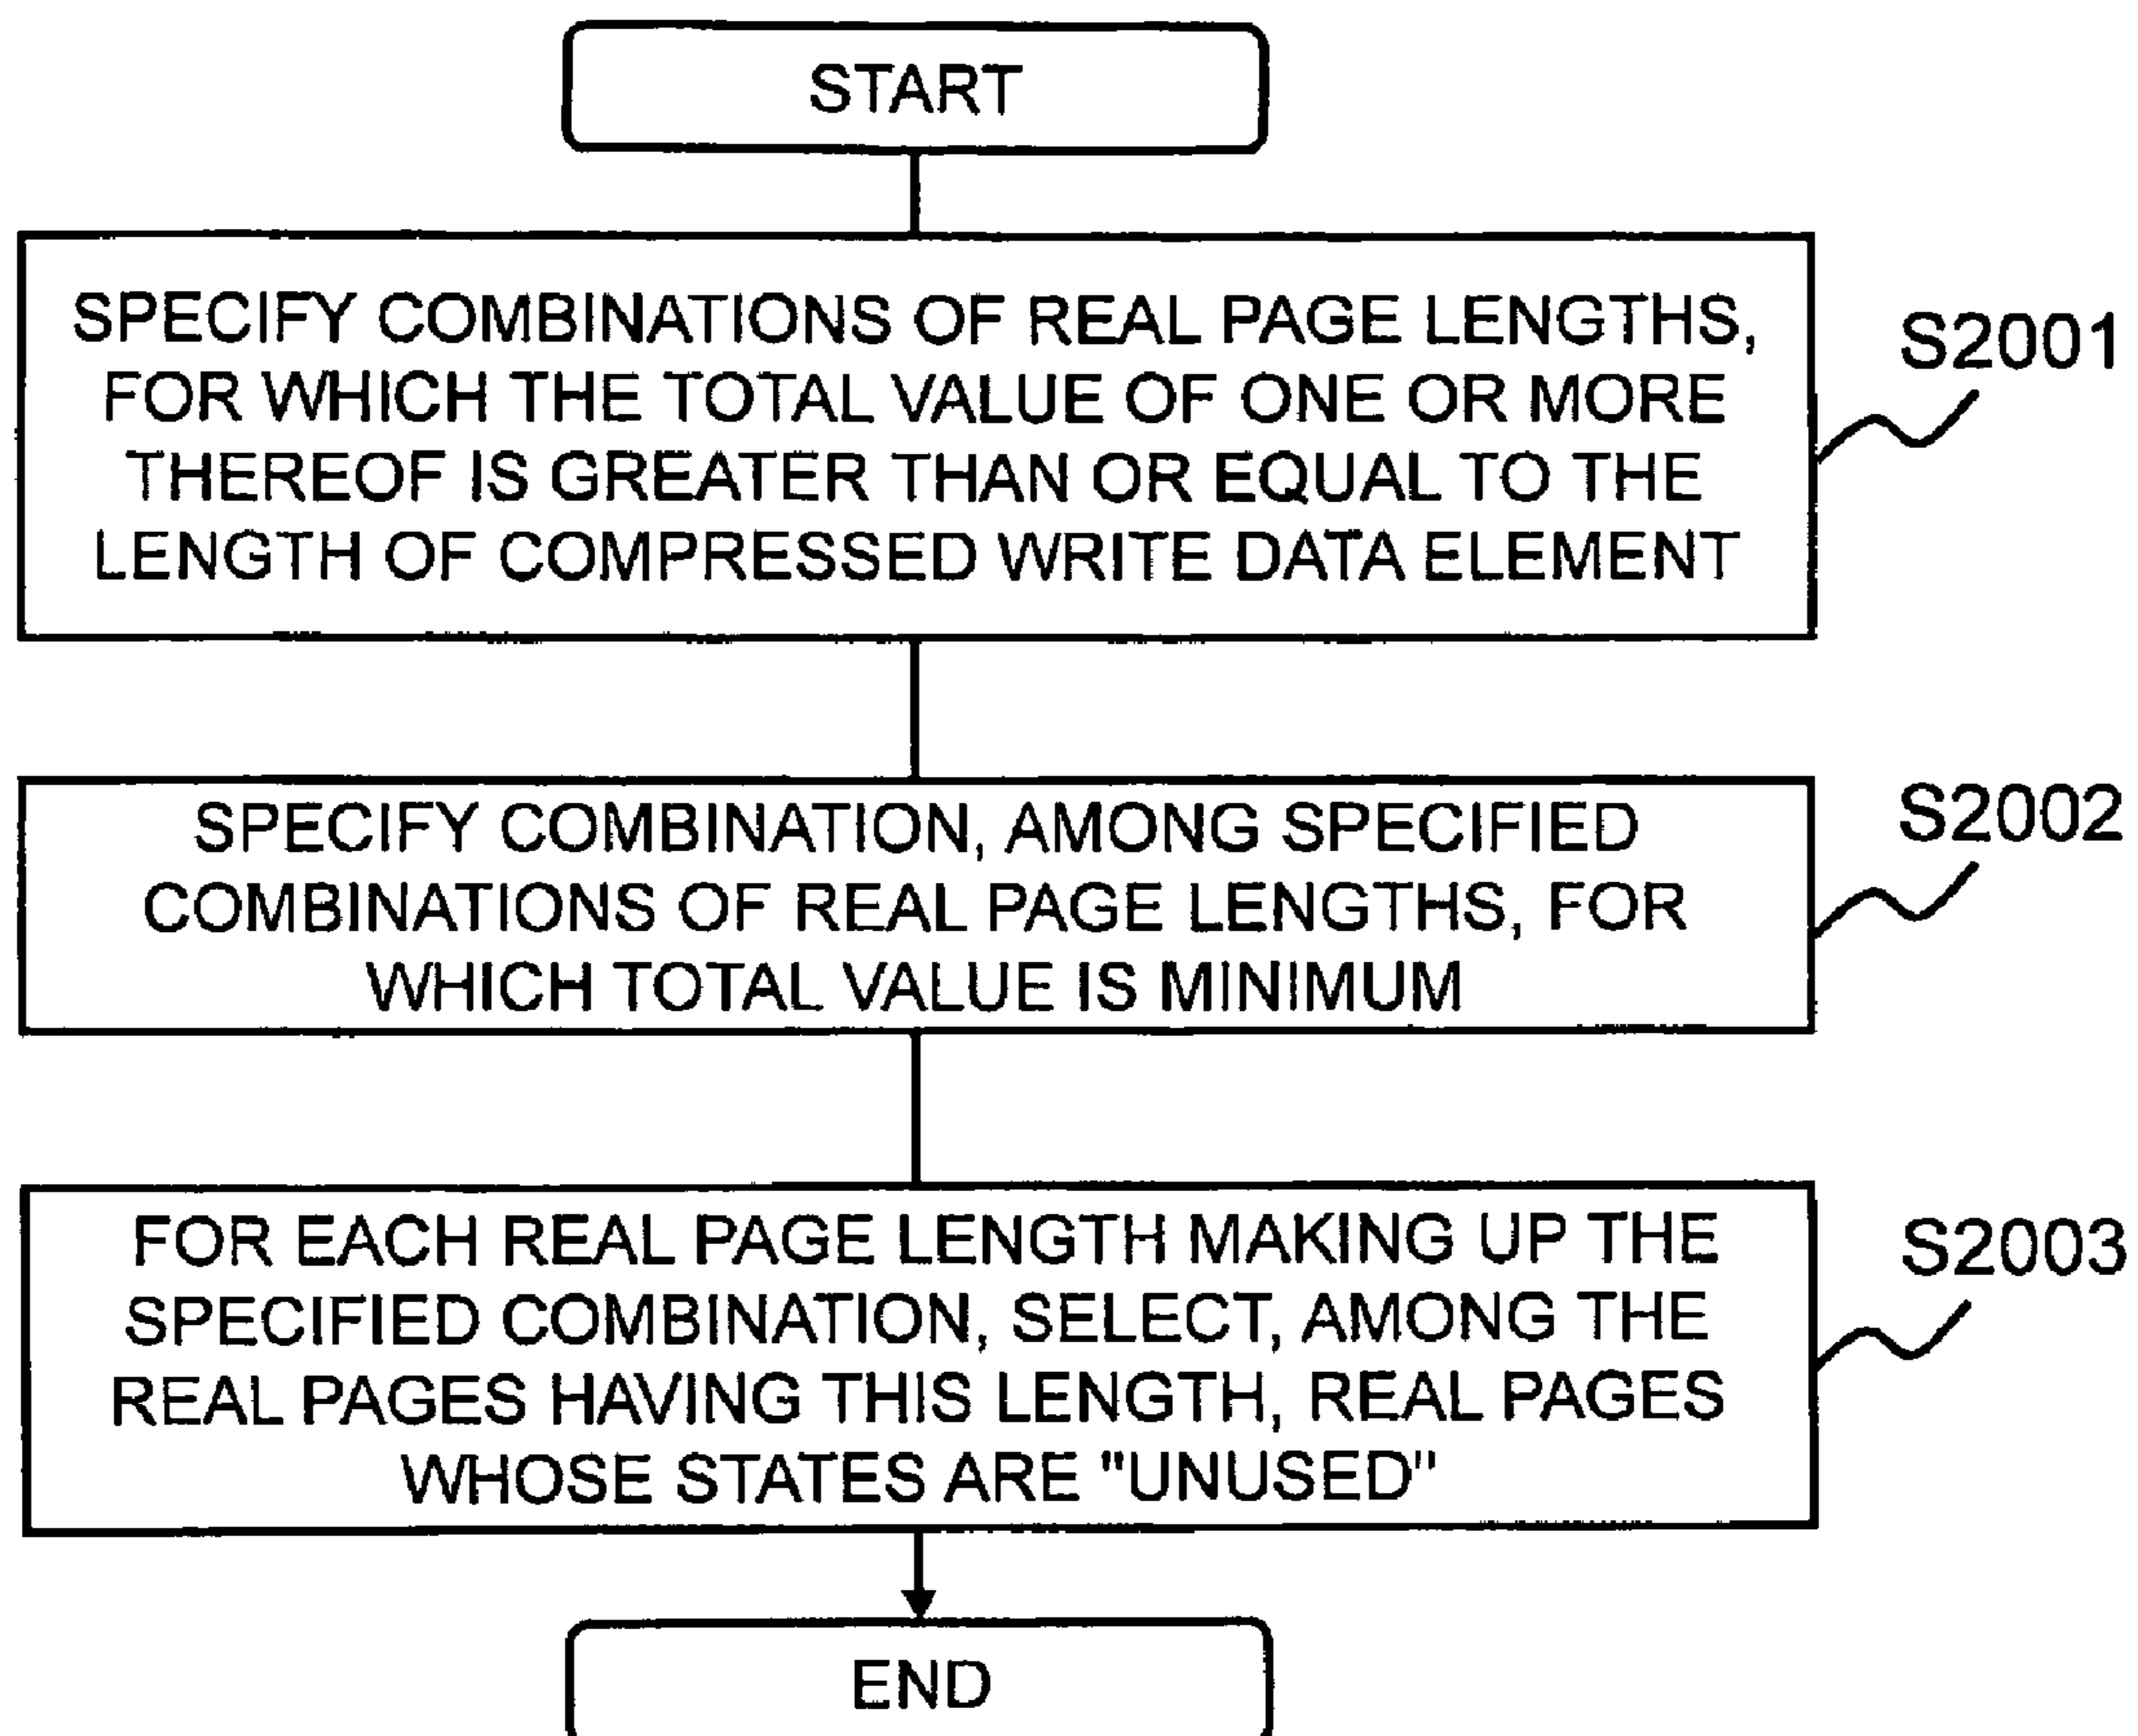 START
SPECIFY COMBINATIONS OF REAL PAGE LENGTHS,
FOR WHICH THE TOTAL VALUE OF ONE OR MORE
THEREOF IS GREATER THAN OR EQUAL TO THE
LENGTH OF COMPRESSED WRITE DATA ELEMENT
S2001
SPECIFY COMBINATION, AMONG SPECIFIED
COMBINATIONS OF REAL PAGE LENGTHS, FOR
WHICH TOTAL VALUE IS MINIMUM
S2002
FOR EACH REAL PAGE LENGTH MAKING UP THE
SPECIFIED COMBINATION, SELECT, AMONG THE
REAL PAGES HAVING THIS LENGTH, REAL PAGES
WHOSE STATES ARE "UNUSED"
S2003
END